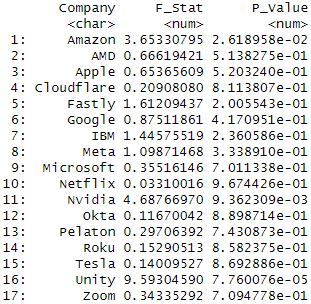 Company F_Stat P_Value
<char> <num> <num>
1: Amazon 3.65330795 2.618958e-02
2: AMD 0.66619421 5.138275e-01
3: Apple 0.65365609 5.203240e-01
4: Cloudflare 0.20908080 8.113807e-01
5: Fastly 1.61209437 2.005543e-01
6: Google 0.87511861 4.170951e-01
7: IBM 1.44575519 2.360586e-01
8: Meta 1.09871468 3.338910e-01
9: Microsoft 0.35516146 7.011338e-01
10: Netflix 0.03310016 9.674426e-01
11: Nvidia 4.68766970 9.362309e-03
12: Okta 0.11670042 8.898714e-01
13: Pelaton 0.29706392 7.430873e-01
14: Roku 0.15290513 8.582375e-01
15: Tesla 0.14009527 8.692886e-01
16: Unity 9.59304590 7.760076e-05
17: Zoom 0.34335292 7.094778e-01